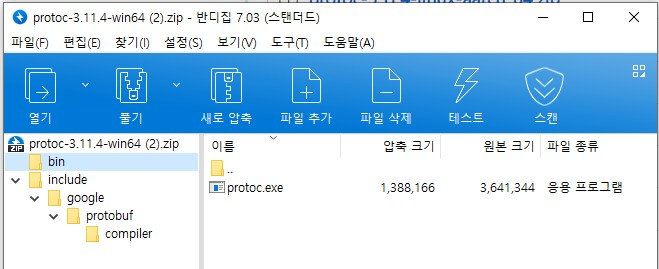 protoc-3.11.4-win64 (2).zip - 반디집 7.03 (스탠더드)
파일(F) 편집(E) 찾기(I) 설정(S) 보기(V) 도구(T) 도움말(A)
열기 풀기 새로 압축 파일 추가 파일 삭제 테스트 스캔
protoc-3.11.4-win64 (2).zip
bin
include
google
protobuf
compiler
이름 압축 크기 원본 크기 파일 종류
..
protoc.exe 1,388,166 3,641,344 응용 프로그램